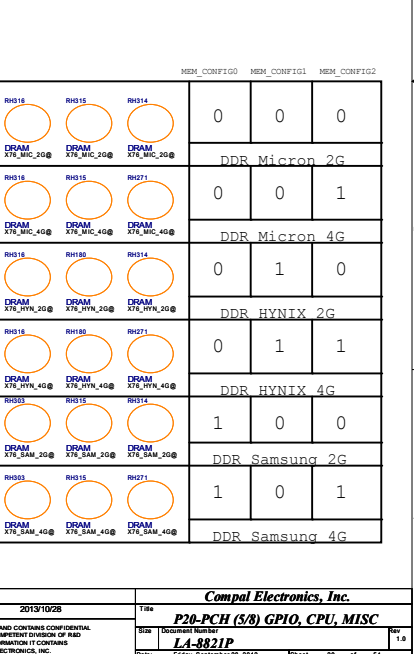 MEM_CONFIG0 MEM_CONFIG1 MEM_CONFIG2
RH316 RH315 RH314
0 0 0
DRAM DRAM DRAM
X76_MIC_2G@ X76_MIC_2G@ X76_MIC_2G@
DDR Micron 2G
RH316 RH315 RH271
0 0 1
DRAM DRAM DRAM
X76_MIC_4G@ X76_MIC_4G@ X76_MIC_4G@
DDR Micron 4G
RH316 RH180 RH314
0 1 0
DRAM DRAM DRAM
X76_HYN_2G@ X76_HYN_2G@ X76_HYN_2G@
DDR HYNIX 2G
RH316 RH180 RH271
0 1 1
DRAM DRAM DRAM
X76_HYN_4G@ X76_HYN_4G@ X76_HYN_4G@
DDR HYNIX 4G
RH303 RH315 RH314
1 0 0
DRAM DRAM DRAM
X76_SAM_2G@ X76_SAM_2G@ X76_SAM_2G@
DDR Samsung 2G
RH303 RH315 RH271
1 0 1
DRAM DRAM DRAM
X76_SAM_4G@ X76_SAM_4G@ X76_SAM_4G@
DDR Samsung 4G
Compal Electronics, Inc.
2013/10/28
Title
P20-PCH (5/8) GPIO, CPU, MISC
AND CONTAINS CONFIDENTIAL
MPETENT DIVISION OF R&D
ORMATION IT CONTAINS
ECTRONICS, INC.
Size Document Number Rev
LA-8821P 1.0